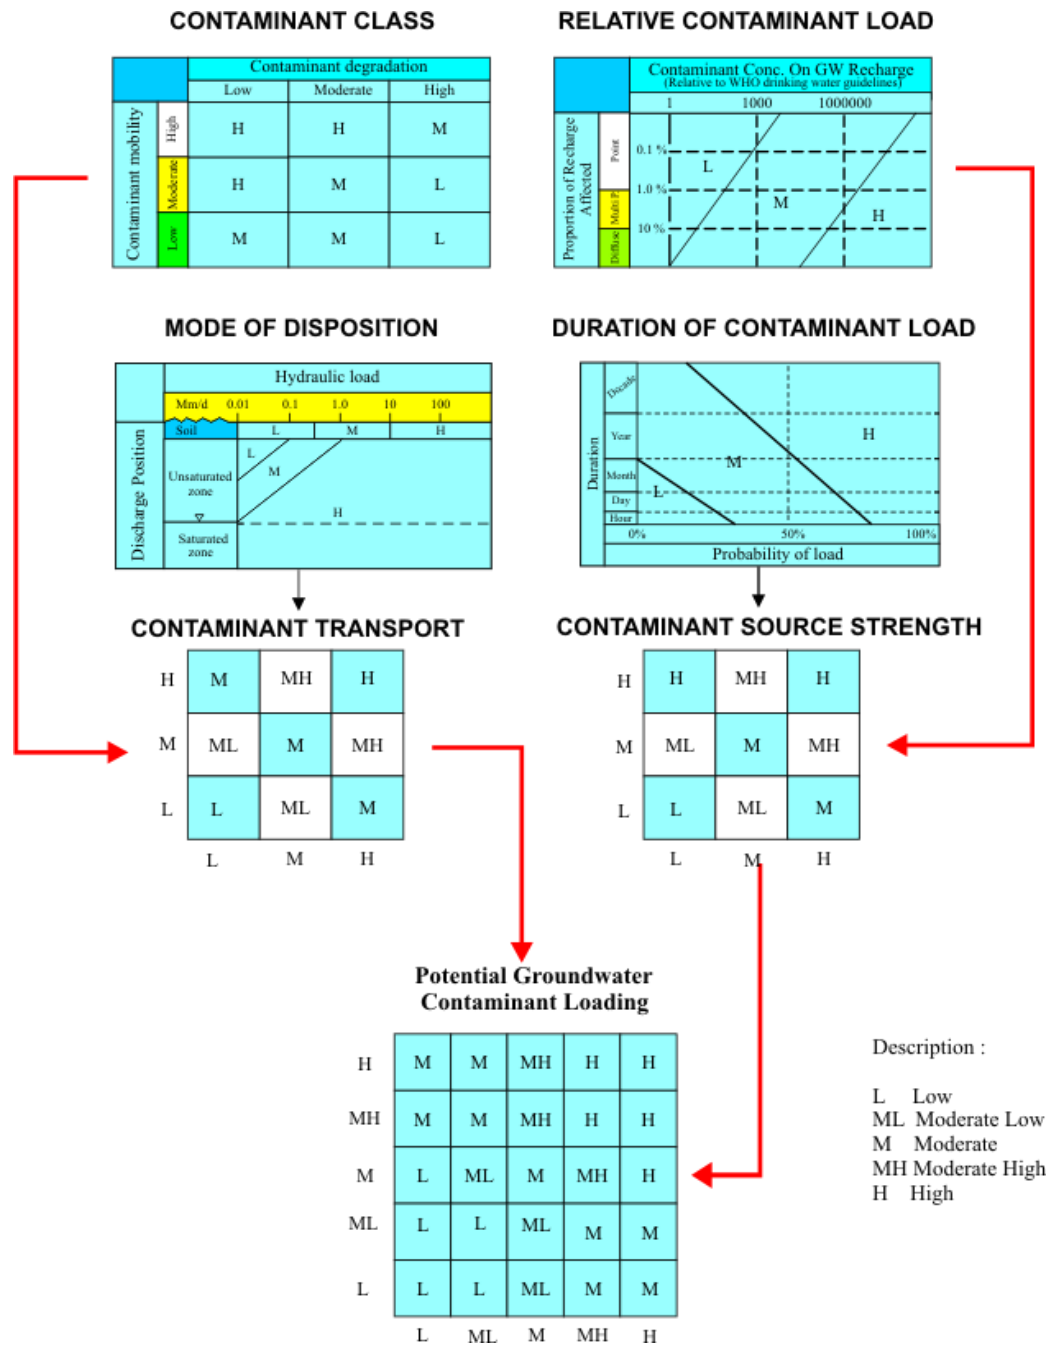 CONTAMINANT CLASS
Contaminant degradation
Low Moderate High
Contaminant mobility
High H H M
Moderate H M L
Low M M L
RELATIVE CONTAMINANT LOAD
Contaminant Conc. On GW Recharge
(Relative to WHO drinking water guidelines)
1 1000 1000000
Proportion of Recharge
Affected
Point
Multi P.
Diffuse
0.1 %
1.0 %
10 %
L
M
H
MODE OF DISPOSITION
Hydraulic load
Mm/d 0.01 0.1 1.0 10 100
Soil L M H
Discharge Position
Unsaturated
zone
Saturated
zone
L
M
H
DURATION OF CONTAMINANT LOAD
Duration
Decade
Year
Month
Day
Hour
H
M
L
0% 50% 100%
Probability of load
CONTAMINANT TRANSPORT
H M MH H
M ML M MH
L L ML M
L M H
CONTAMINANT SOURCE STRENGTH
H H MH H
M ML M MH
L L ML M
L M H
Potential Groundwater
Contaminant Loading
H M M MH H H
MH M M MH H H
M L ML M MH H
ML L L ML M M
L L L ML M M
L ML M MH H
Description :
L Low
ML Moderate Low
M Moderate
MH Moderate High
H High